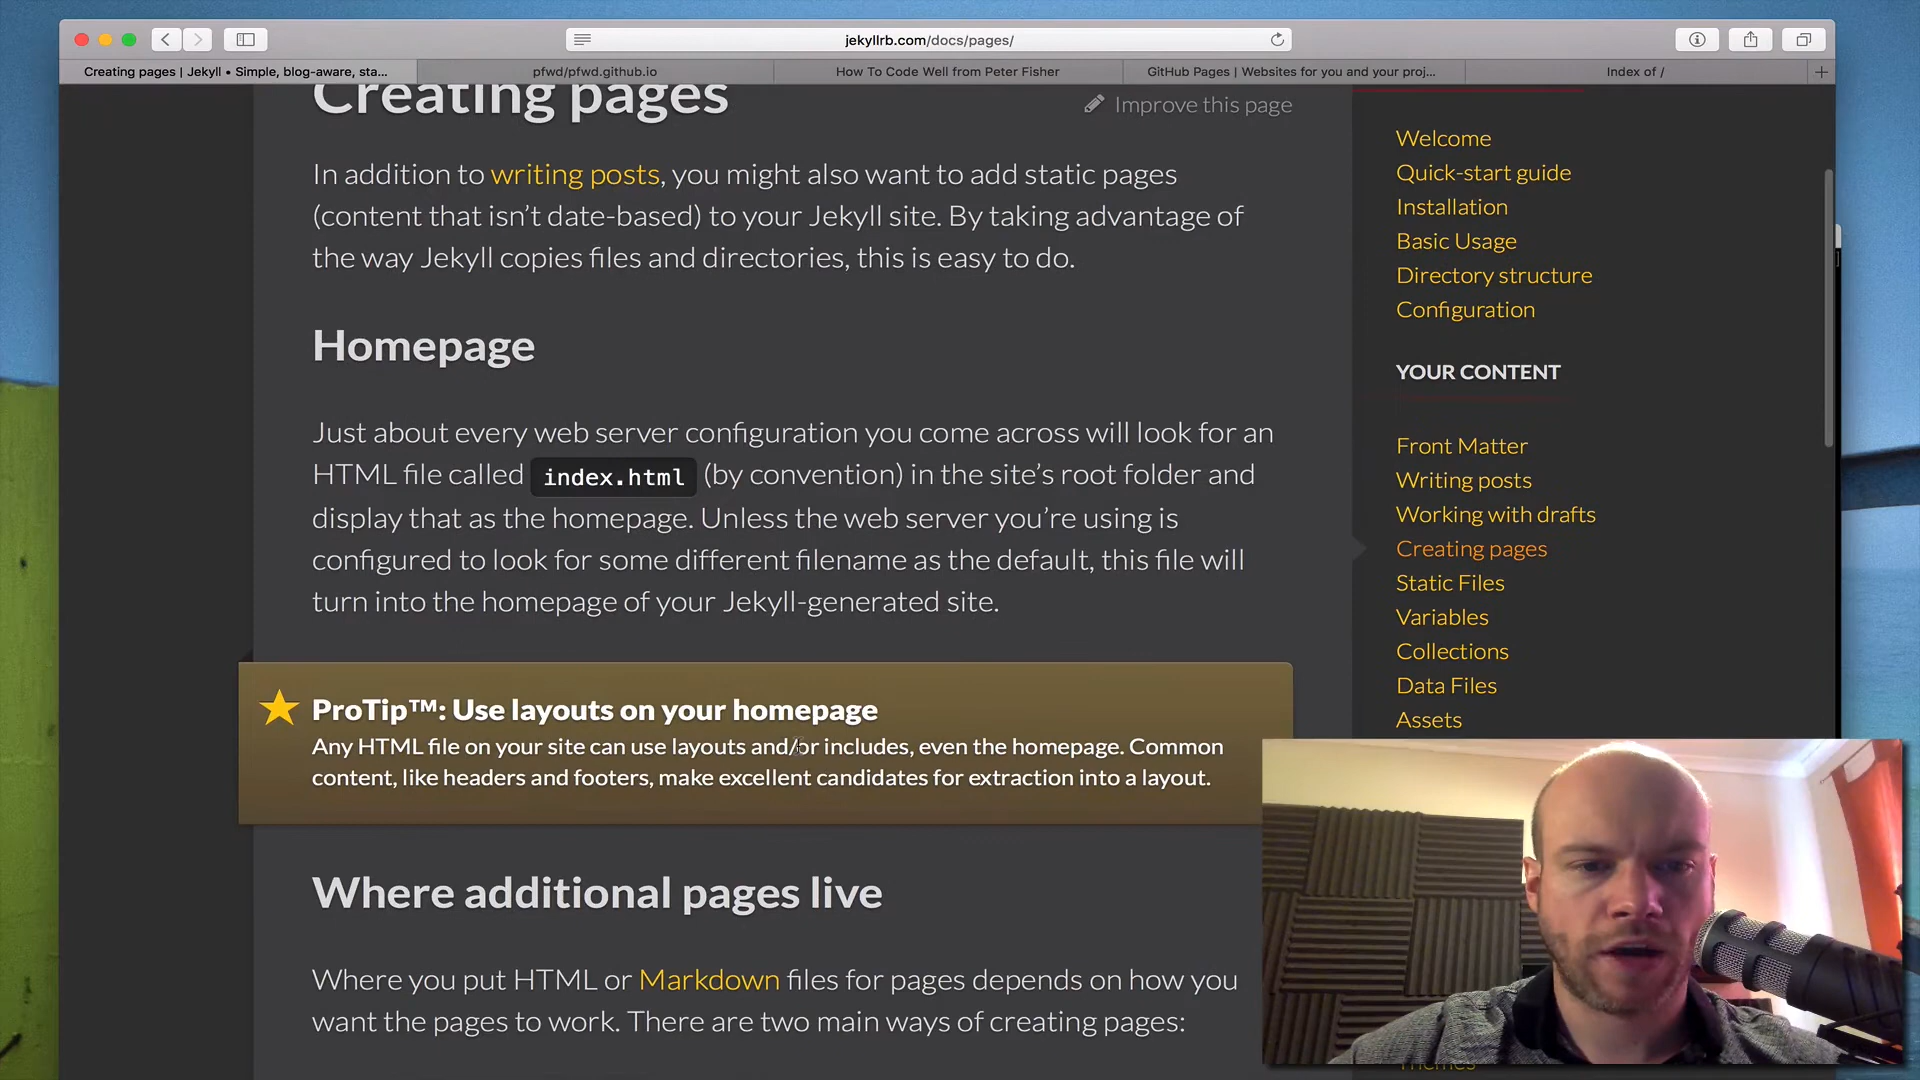 jekyllrb.com/docs/pages/
Creating pages | Jekyll • Simple, blog-aware, sta...
pfwd/pfwd.github.io
How To Code Well from Peter Fisher
GitHub Pages | Websites for you and your proj...
Index of /
Creating pages
Improve this page
In addition to writing posts, you might also want to add static pages
(content that isn’t date-based) to your Jekyll site. By taking advantage of
the way Jekyll copies files and directories, this is easy to do.
Homepage
Just about every web server configuration you come across will look for an
HTML file called index.html (by convention) in the site’s root folder and
display that as the homepage. Unless the web server you’re using is
configured to look for some different filename as the default, this file will
turn into the homepage of your Jekyll-generated site.
ProTip™: Use layouts on your homepage
Any HTML file on your site can use layouts and/or includes, even the homepage. Common
content, like headers and footers, make excellent candidates for extraction into a layout.
Where additional pages live
Where you put HTML or Markdown files for pages depends on how you
want the pages to work. There are two main ways of creating pages:
Welcome
Quick-start guide
Installation
Basic Usage
Directory structure
Configuration
YOUR CONTENT
Front Matter
Writing posts
Working with drafts
Creating pages
Static Files
Variables
Collections
Data Files
Assets
Themes